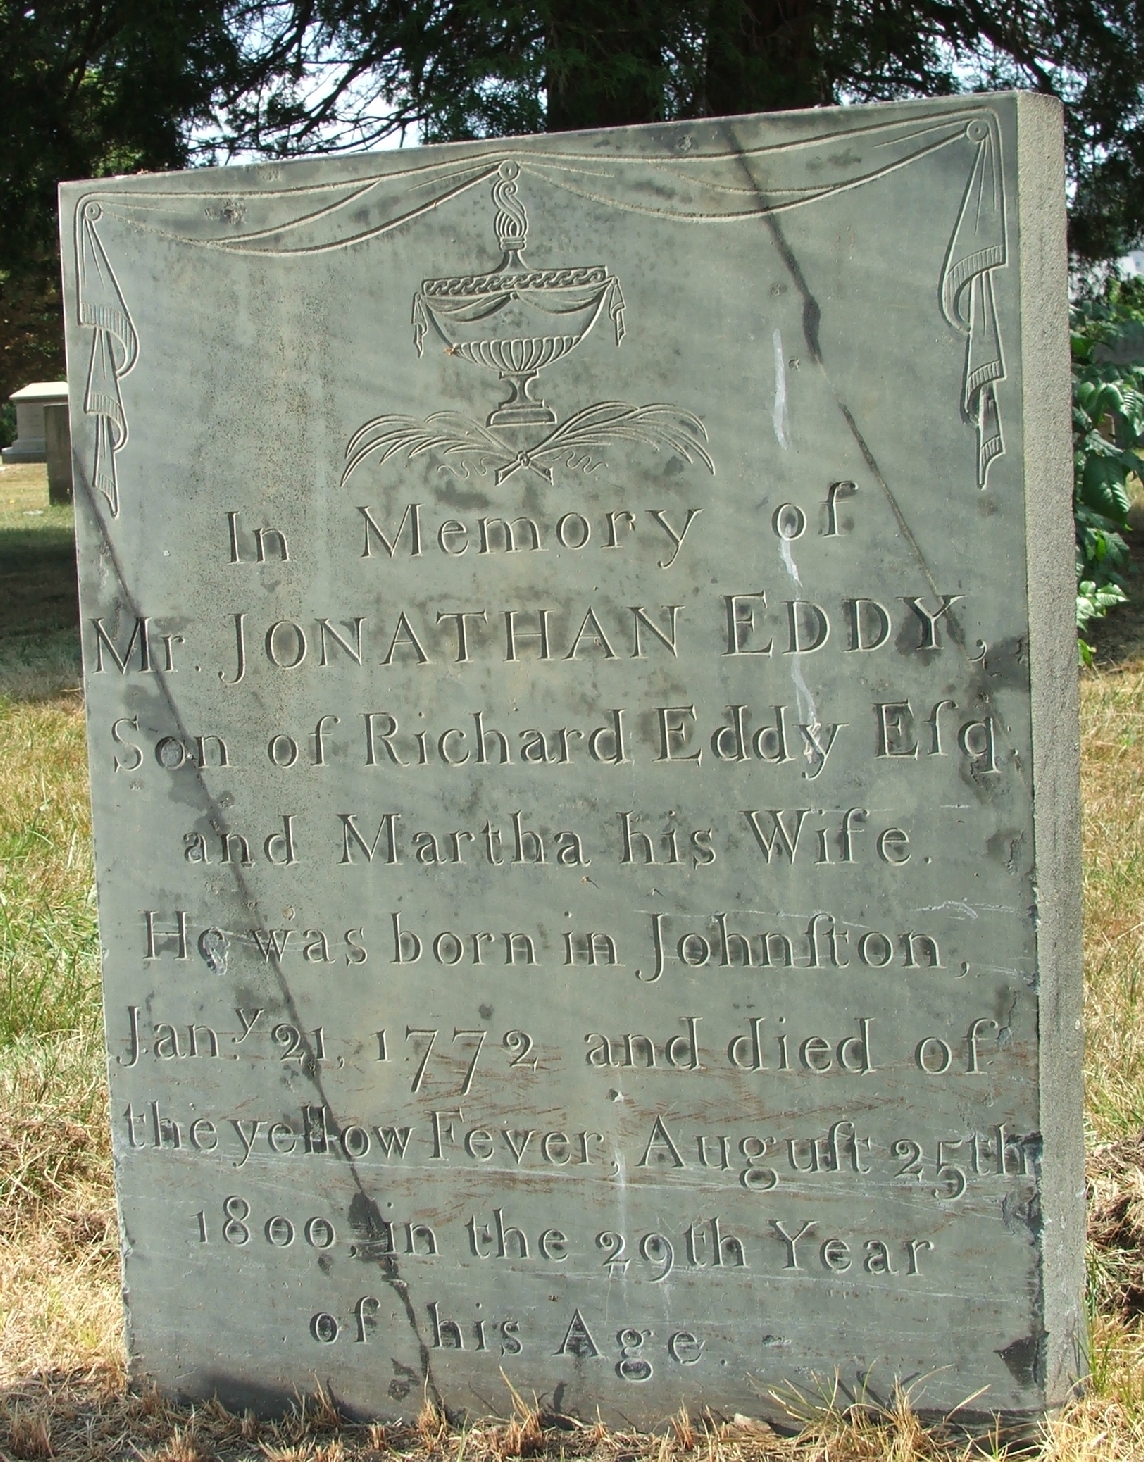 In Memory of
Mr. JONATHAN EDDY,
Son of Richard Eddy Eſq.
and Martha his Wife.
He was born in Johnſton,
Jan.ʸ 21, 1772 and died of
the yellow Fever, Auguſt 25th
1800, in the 29th Year
of his Age.